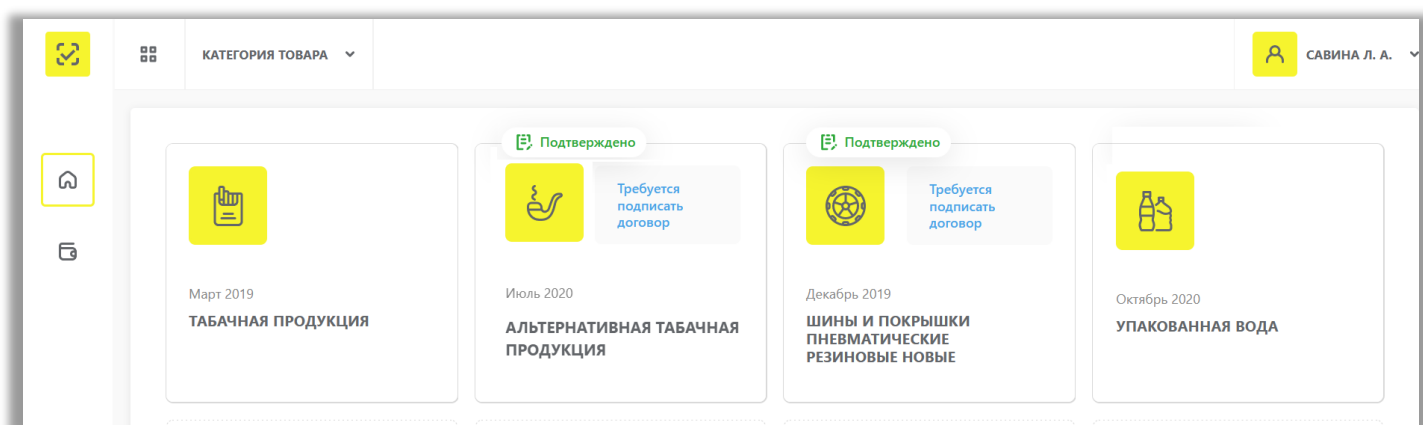 КАТЕГОРИЯ ТОВАРА
САВИНА Л. А.
Март 2019
ТАБАЧНАЯ ПРОДУКЦИЯ
Подтверждено
Требуется
подписать
договор
Июль 2020
АЛЬТЕРНАТИВНАЯ ТАБАЧНАЯ
ПРОДУКЦИЯ
Подтверждено
Требуется
подписать
договор
Декабрь 2019
ШИНЫ И ПОКРЫШКИ
ПНЕВМАТИЧЕСКИЕ
РЕЗИНОВЫЕ НОВЫЕ
Октябрь 2020
УПАКОВАННАЯ ВОДА